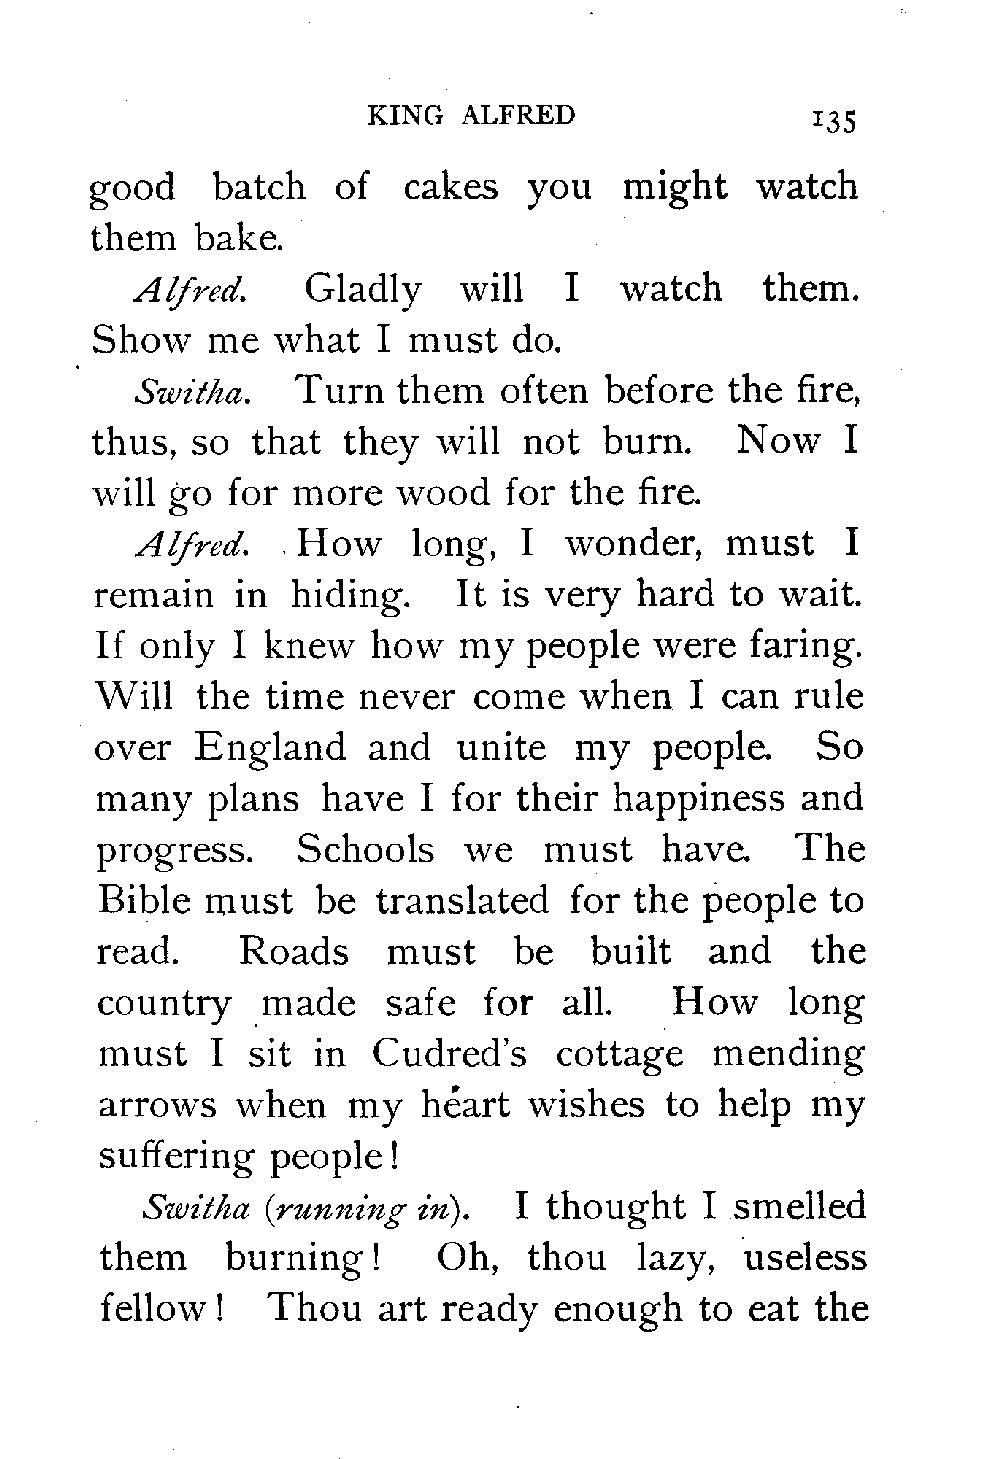 KING ALFRED 135
good batch of cakes you might watch
them bake.
Alfred. Gladly will I watch them.
Show me what I must do.
Switha. Turn them often before the fire,
thus, so that they will not burn. Now I
will go for more wood for the fire.
Alfred. How long, I wonder, must I
remain in hiding. It is very hard to wait.
If only I knew how my people were faring.
Will the time never come when I can rule
over England and unite my people. So
many plans have I for their happiness and
progress. Schools we must have. The
Bible must be translated for the people to
read. Roads must be built and the
country made safe for all. How long
must I sit in Cudred's cottage mending
arrows when my heart wishes to help my
suffering people!
Switha (running in). I thought I smelled
them burning! Oh, thou lazy, useless
fellow! Thou art ready enough to eat the